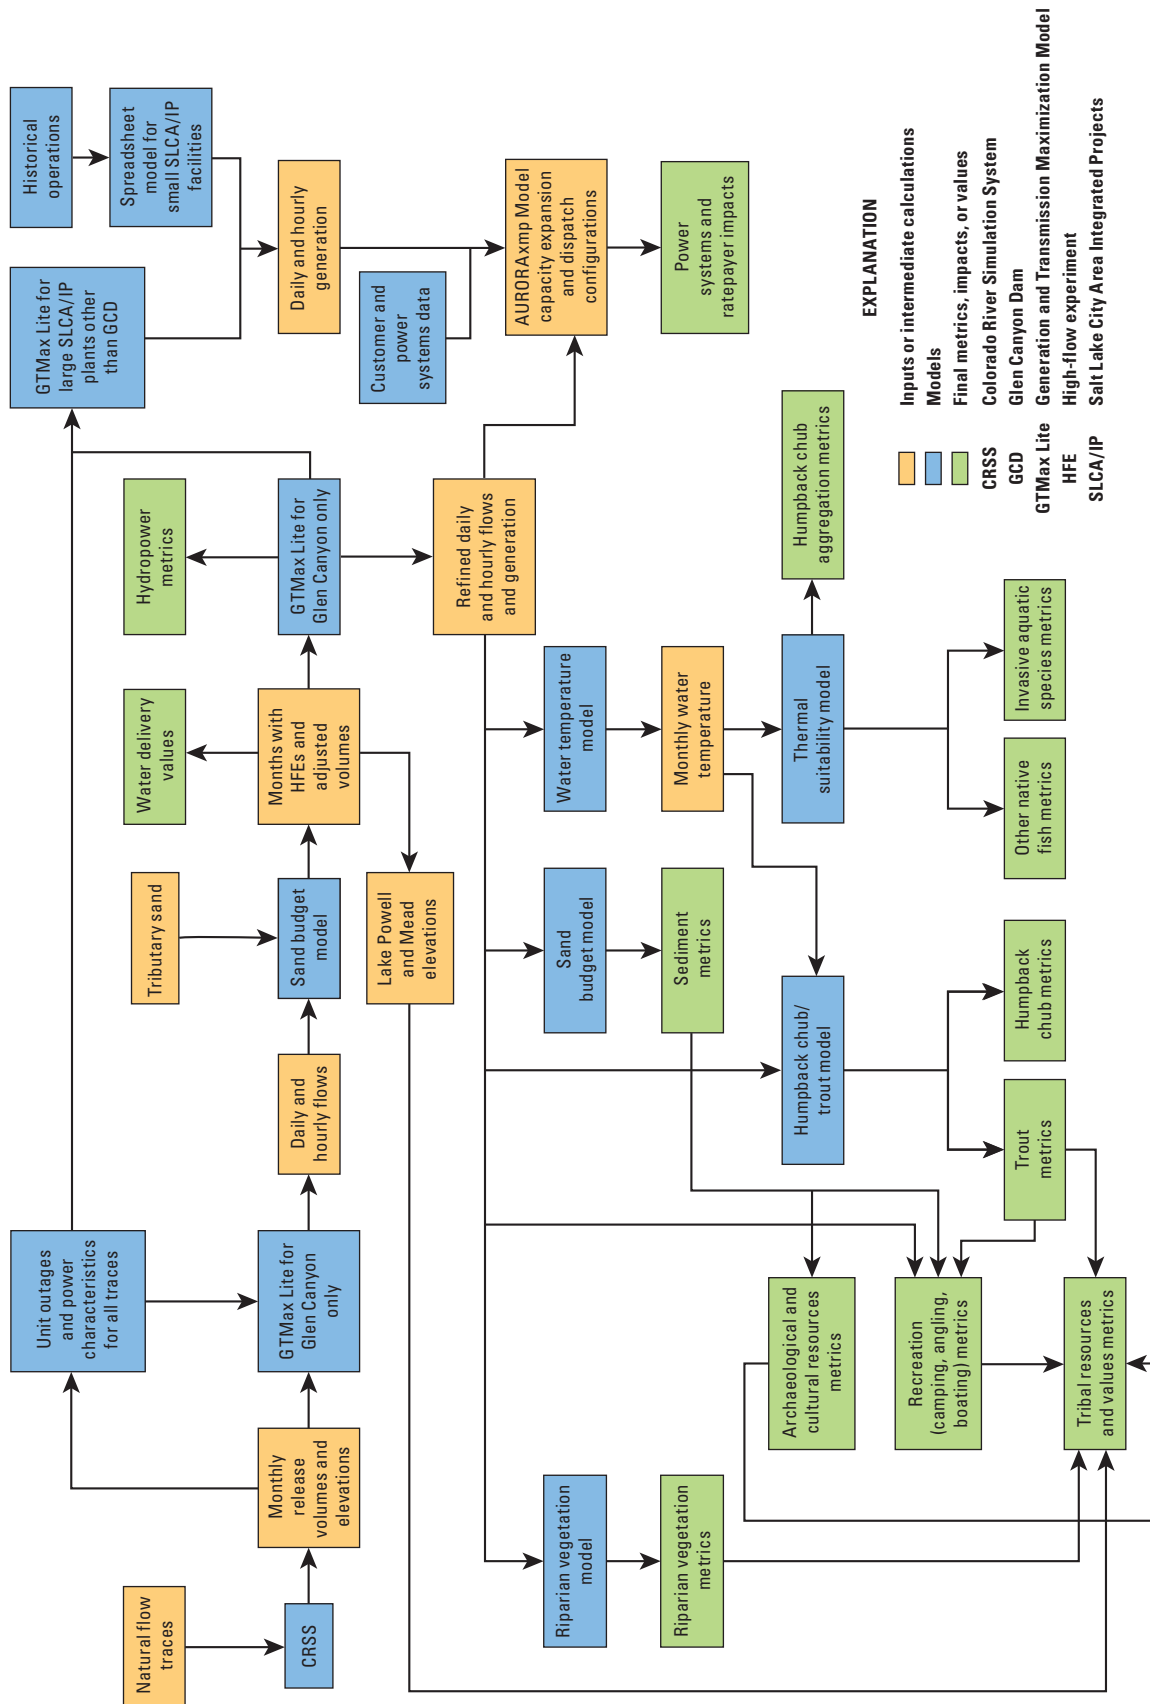 Natural flow
traces
CRSS
Monthly
release
volumes and
elevations
Unit outages
and power
characteristics
for all traces
GTMax Lite for
Glen Canyon
only
Daily and
hourly flows
Tributary sand
Sand budget
model
Months with
HFEs and
adjusted
volumes
Water delivery
values
Lake Powell
and Mead
elevations
Hydropower
metrics
GTMax Lite for
Glen Canyon only
GTMax Lite for
large SLCA/IP
plants other
than GCD
Historical
operations
Spreadsheet
model for
small SLCA/IP
facilities
Daily and hourly
generation
Customer and
power
systems data
Refined daily
and hourly flows
and generation
AURORAxmp Model
capacity expansion
and dispatch
configurations
Power
systems and
ratepayer impacts
Riparian vegetation
model
Riparian vegetation
metrics
Sand
budget model
Sediment
metrics
Water temperature
model
Monthly water
temperature
Archaeological and
cultural resources
metrics
Humpback chub/
trout model
Thermal
suitability model
Humpback chub
aggregation metrics
Recreation
(camping, angling,
boating) metrics
Tribal resources
and values metrics
Trout
metrics
Humpback
chub metrics
Other native
fish metrics
Invasive aquatic
species metrics
EXPLANATION
Inputs or intermediate calculations
Models
Final metrics, impacts, or values
CRSS Colorado River Simulation System
GCD Glen Canyon Dam
GTMax Lite Generation and Transmission Maximization Model
HFE High-flow experiment
SLCA/IP Salt Lake City Area Integrated Projects